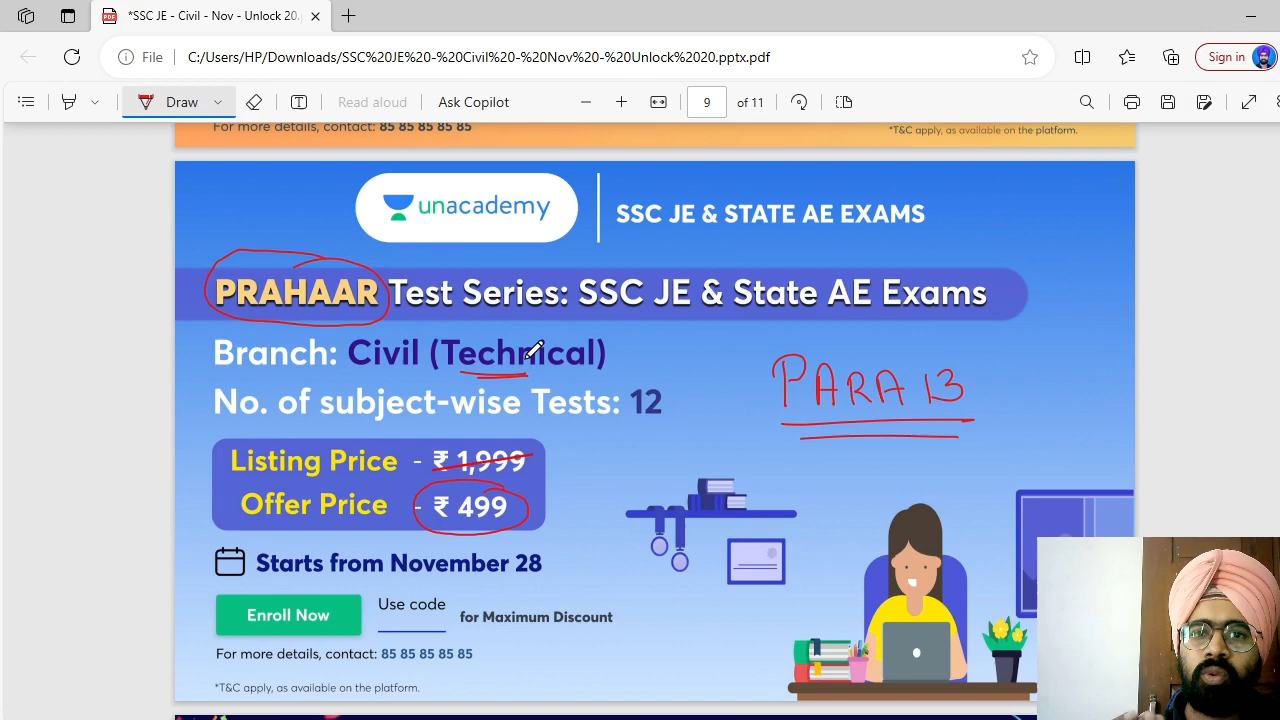 *SSC JE - Civil - Nov - Unlock 20.
File
C:/Users/HP/Downloads/SSC%20JE%20-%20Civil%20-%20Nov%20-%20Unlock%2020.pptx.pdf
Sign in
Draw
Read aloud
Ask Copilot
9
of 11
For more details, contact: 85 85 85 85 85
*T&C apply, as available on the platform.
unacademy
SSC JE & STATE AE EXAMS
PRAHAAR Test Series: SSC JE & State AE Exams
Branch: Civil (Technical)
PARA13
No. of subject-wise Tests: 12
Listing Price - ₹ 1,999
Offer Price - ₹ 499
Starts from November 28
Enroll Now
Use code
for Maximum Discount
For more details, contact: 85 85 85 85 85
*T&C apply, as available on the platform.